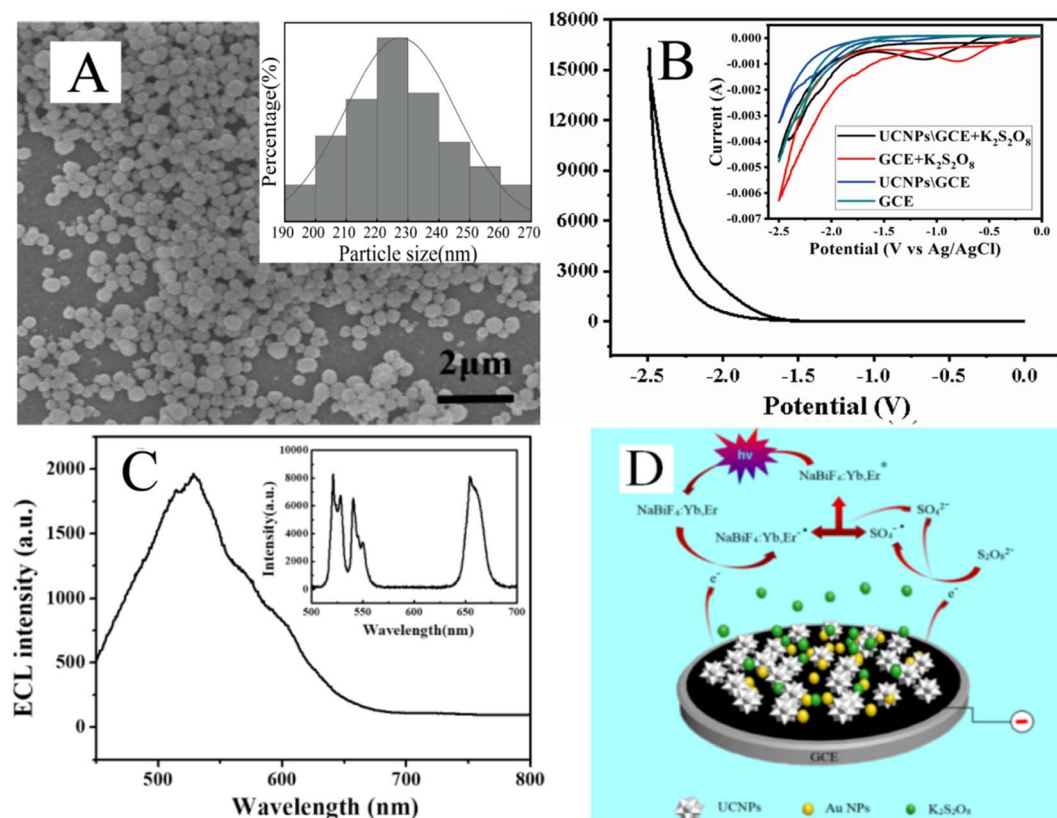 A
Percentage(%)
190 200 210 220 230 240 250 260 270
Particle size(nm)
2μm
B
18000
15000
12000
9000
6000
3000
0
-2.5 -2.0 -1.5 -1.0 -0.5 0.0
Potential (V)
0.000
-0.001
-0.002
-0.003
-0.004
-0.005
-0.006
-0.007
Current (A)
UCNPs\GCE+K₂S₂O₈
GCE+K₂S₂O₈
UCNPs\GCE
GCE
-2.5 -2.0 -1.5 -1.0 -0.5 0.0
Potential (V vs Ag/AgCl)
C
2000
1500
1000
500
0
ECL intensity (a.u.)
500 600 700 800
Wavelength (nm)
10000
8000
6000
4000
2000
0
Intensity(a.u.)
500 550 600 650 700
Wavelength(nm)
D
hν
NaBiF₄:Yb,Er*
NaBiF₄:Yb,Er
SO₄²⁻
NaBiF₄:Yb,Er⁻•
SO₄⁻•
S₂O₈²⁻
e⁻
e⁻
GCE
UCNPs
Au NPs
K₂S₂O₈